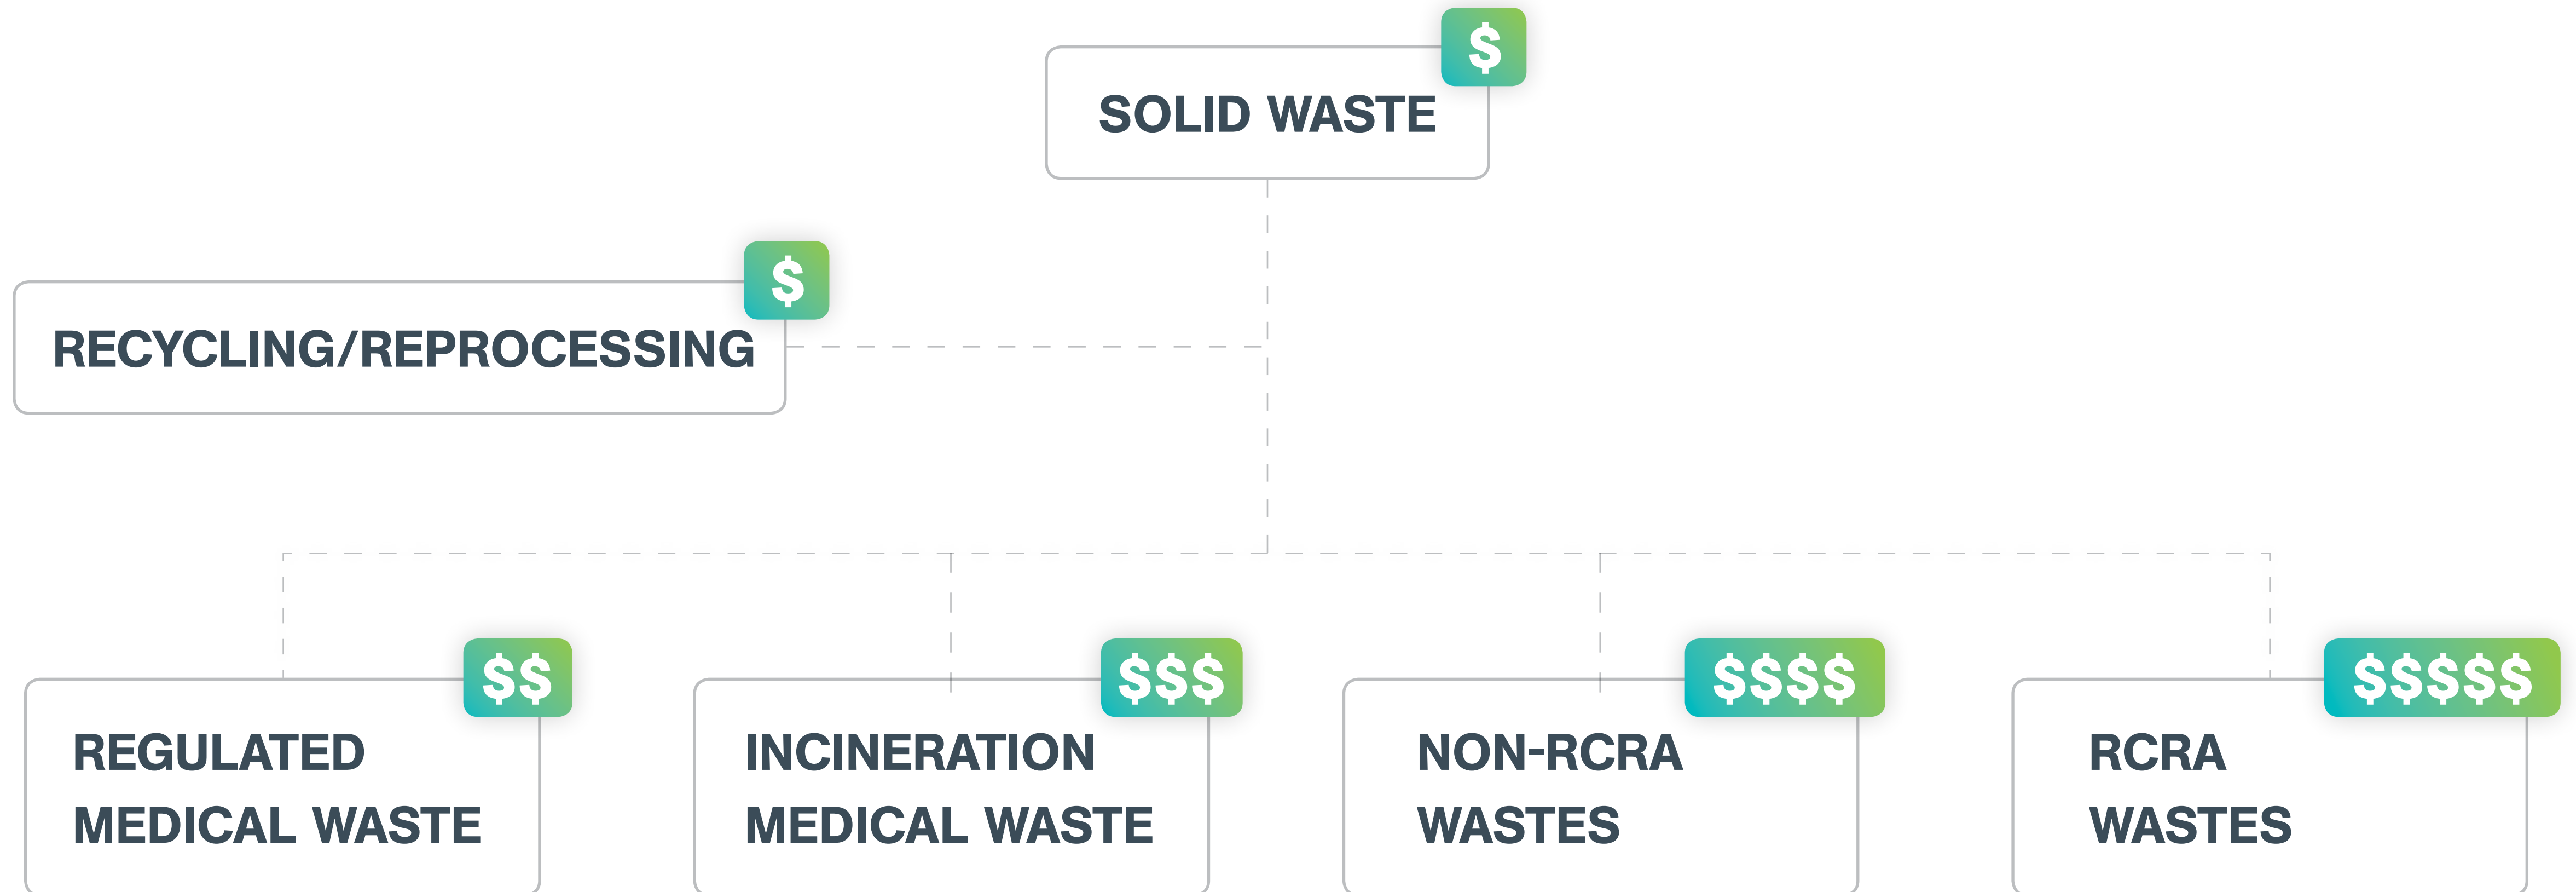 $
SOLID WASTE
$
RECYCLING/REPROCESSING
$$
REGULATED
MEDICAL WASTE
$$$
INCINERATION
MEDICAL WASTE
$$$$
NON-RCRA
WASTES
$$$$$
RCRA
WASTES